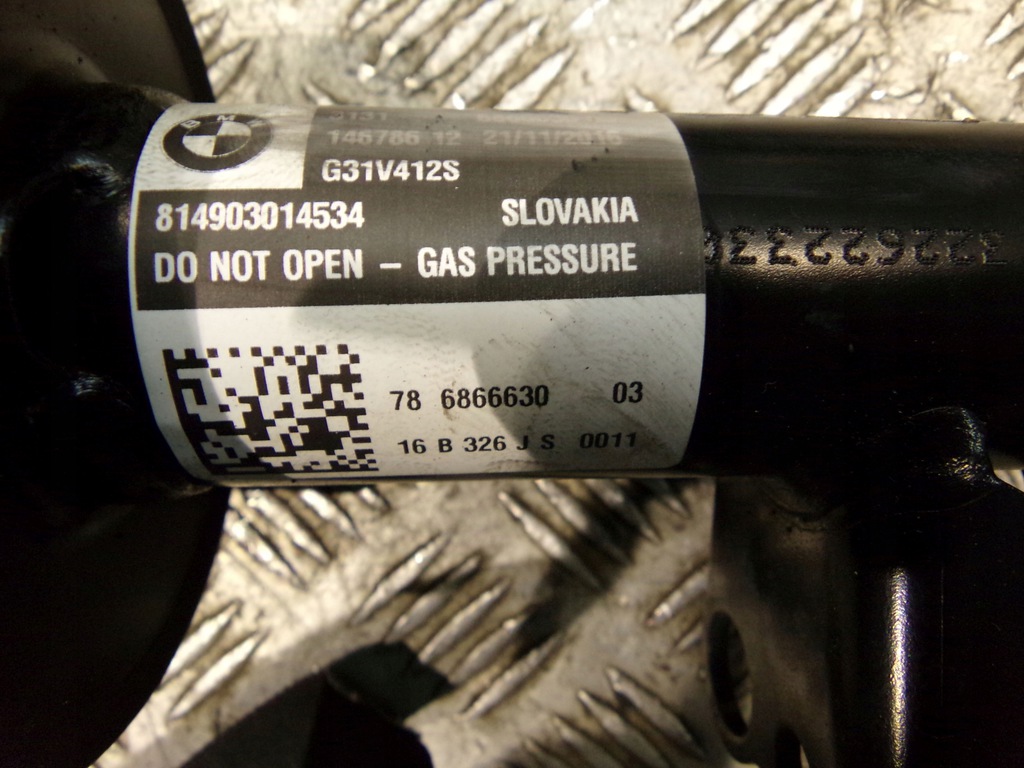 BMW
3131
146786 12 21/11/2016
G31V412S
814903014534 SLOVAKIA
DO NOT OPEN – GAS PRESSURE
78 6866630 03
16 B 326 J S 0011